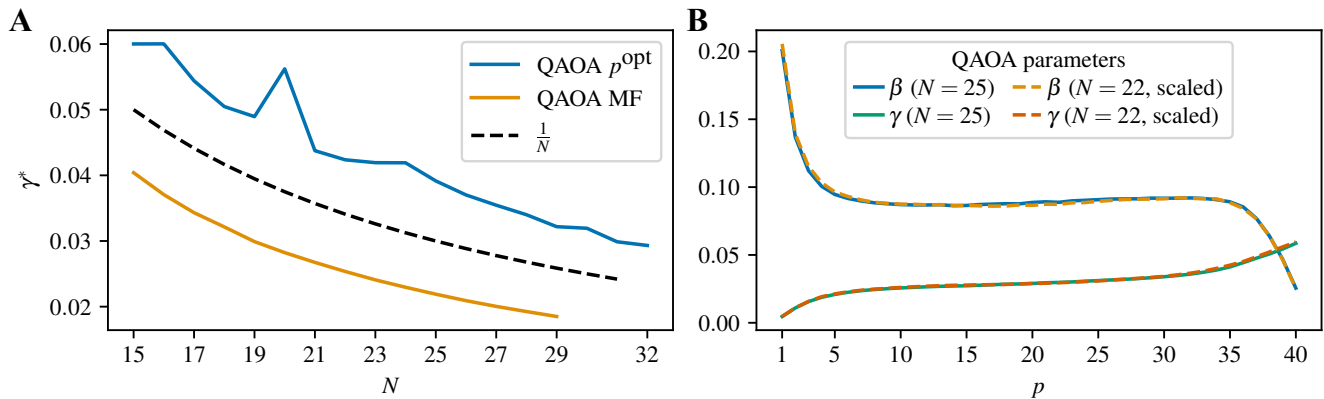 A
0.06
0.05
0.04
0.03
0.02
γ*
15 17 19 21 23 25 27 29 32
N
QAOA p^opt
QAOA MF
1/N
B
0.20
0.15
0.10
0.05
0.00
1 5 10 15 20 25 30 35 40
p
QAOA parameters
β (N = 25) β (N = 22, scaled)
γ (N = 25) γ (N = 22, scaled)